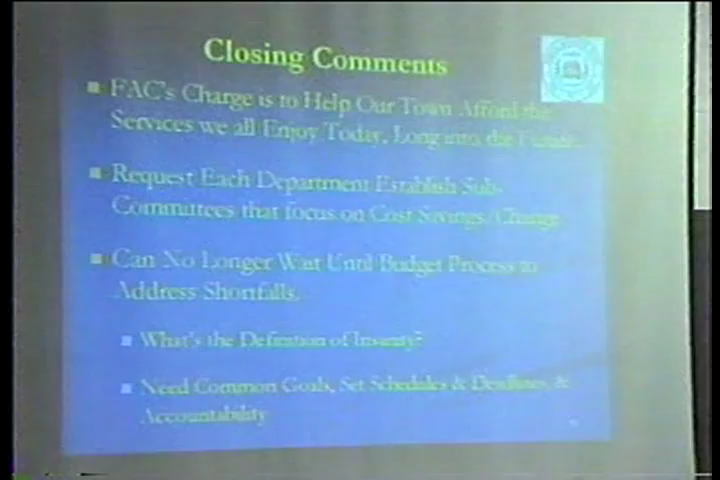 Closing Comments
FAC's Charge is to Help Our Town Afford the
Services we all Enjoy Today, Long into the Future.
Request Each Department Establish Sub-
Committees that focus on Cost Savings/Change
Can No Longer Wait Until Budget Process to
Address Shortfalls.
What's the Definition of Insanity?
Need Common Goals, Set Schedules & Deadlines, &
Accountability